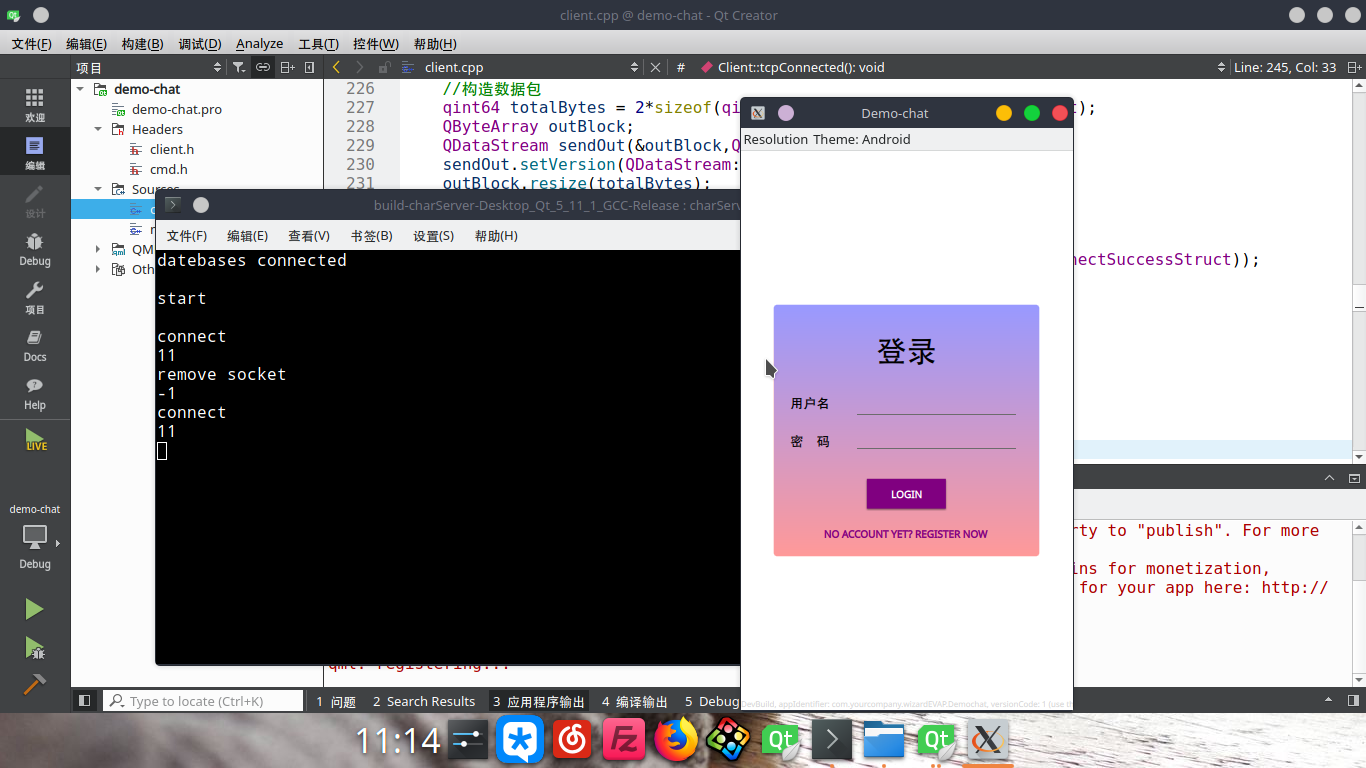 client.cpp @ demo-chat - Qt Creator
文件(F) 编辑(E) 构建(B) 调试(D) Analyze 工具(T) 控件(W) 帮助(H)
项目 client.cpp # Client::tcpConnected(): void Line: 245, Col: 33
欢迎
编辑
设计
Debug
项目
Docs
Help
LIVE
demo-chat
Debug
demo-chat
demo-chat.pro
Headers
client.h
cmd.h
Sources
c
QM
Oth
226 //构造数据包
227 qint64 totalBytes = 2*sizeof(qi );
228 QByteArray outBlock;
229 QDataStream sendOut(&outBlock,Q
230 sendOut.setVersion(QDataStream:
231 outBlock.resize(totalBytes);
nectSuccessStruct));
build-charServer-Desktop_Qt_5_11_1_GCC-Release : charServ
文件(F) 编辑(E) 查看(V) 书签(B) 设置(S) 帮助(H)
datebases connected
start
connect
11
remove socket
-1
connect
11
Demo-chat
Resolution Theme: Android
登录
用户名
密 码
LOGIN
NO ACCOUNT YET? REGISTER NOW
rty to "publish". For more
ins for monetization,
for your app here: http://
qml: registering...
Type to locate (Ctrl+K) 1 问题 2 Search Results 3 应用程序输出 4 编译输出 5 Debug
11:14
Fz
Qt
Qt